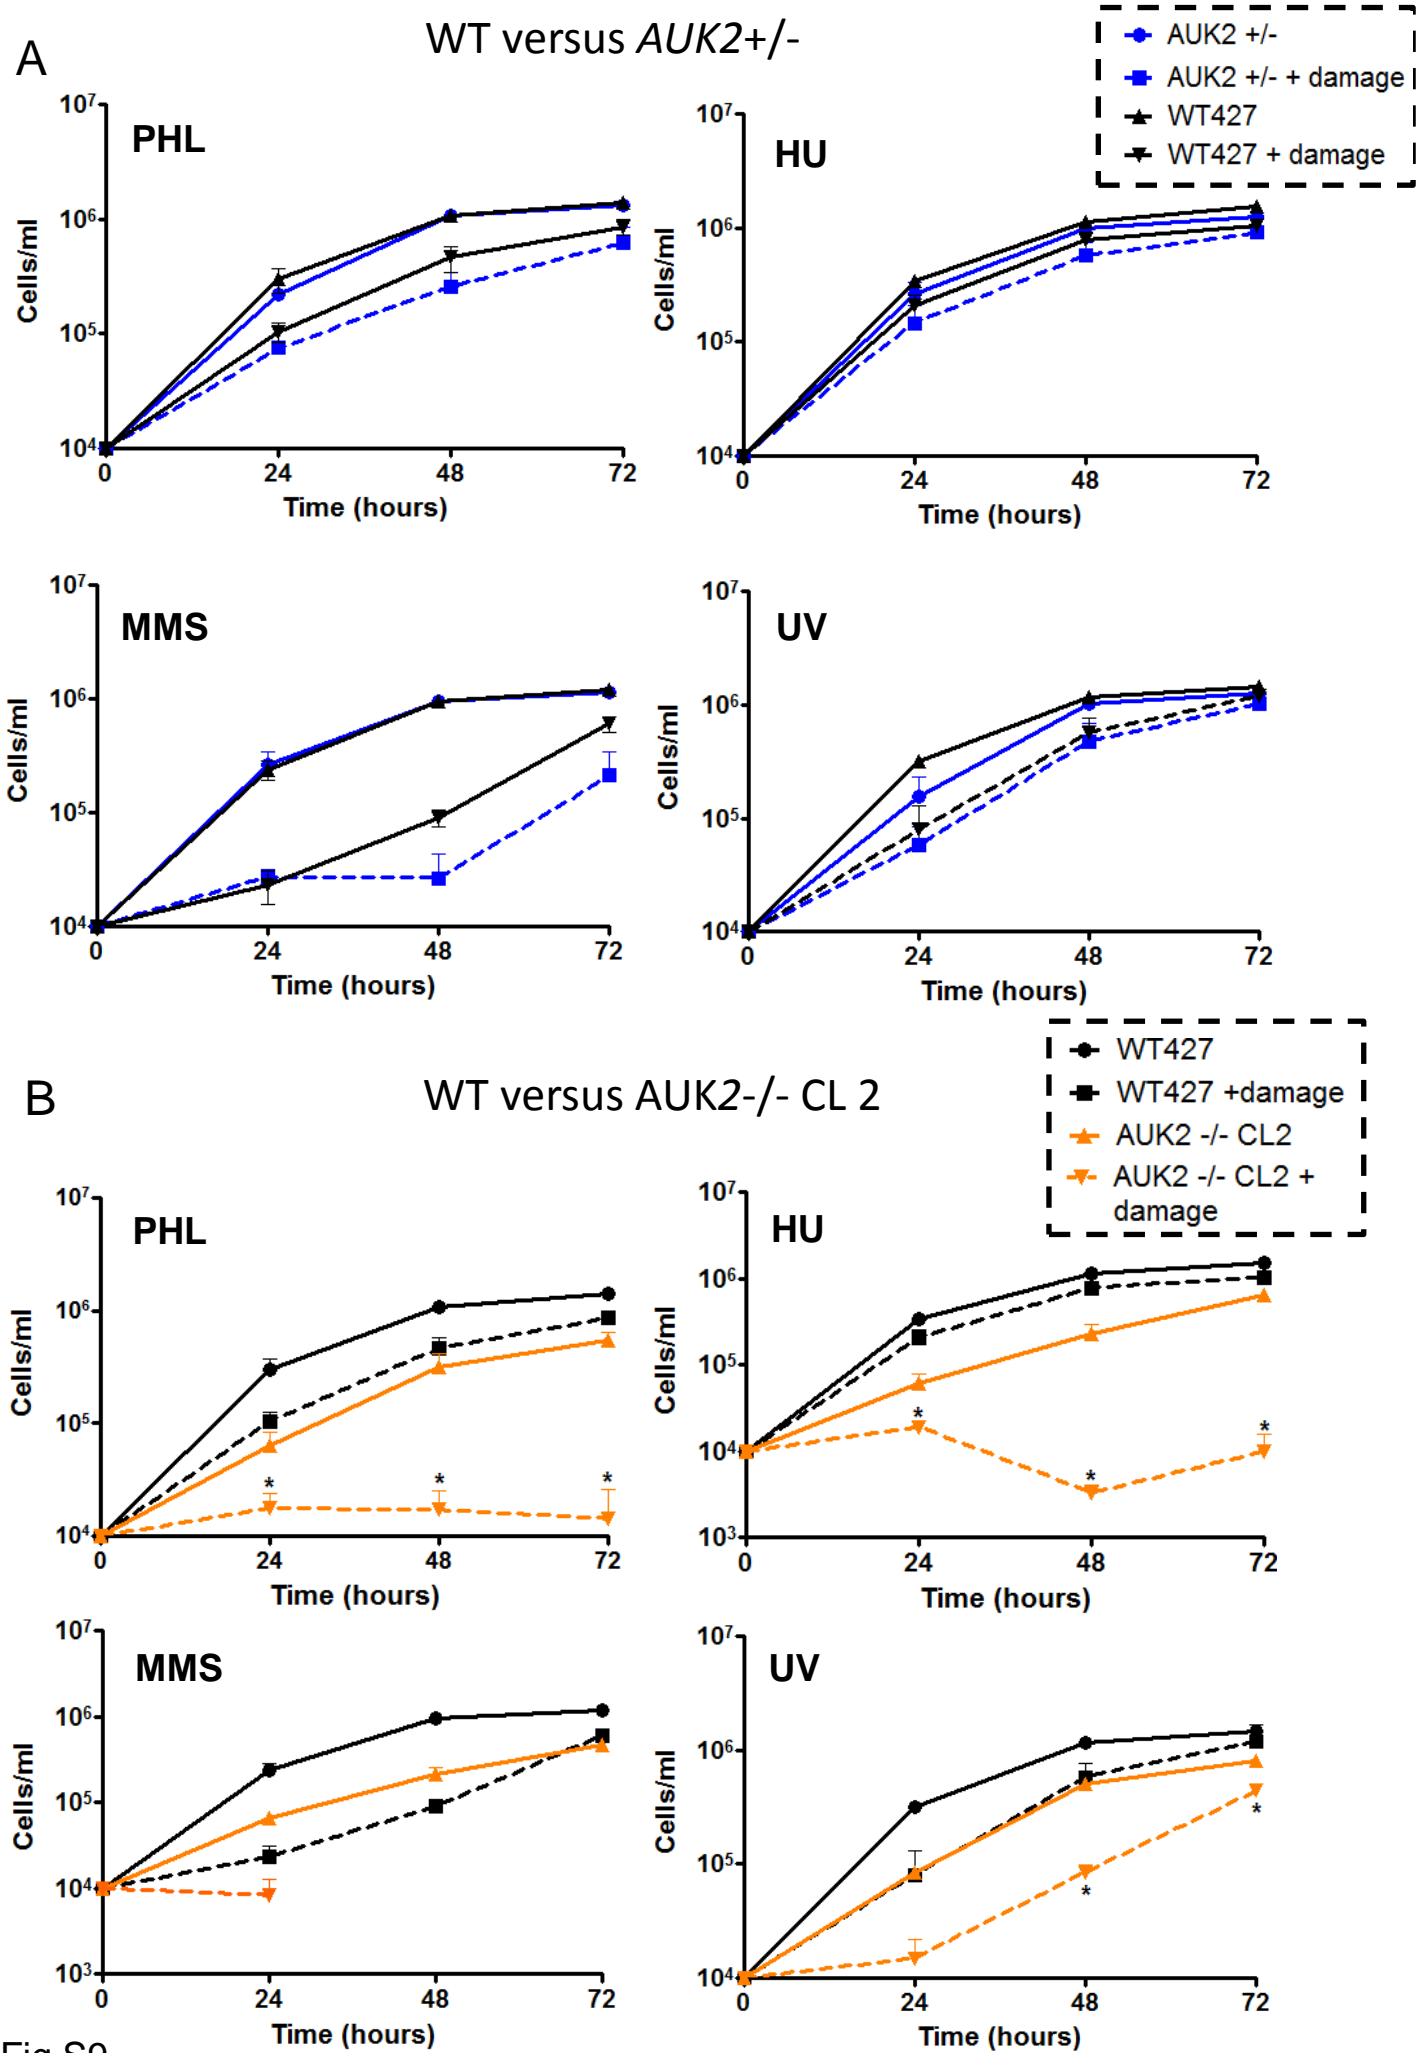 WT versus AUK2+/-
A
AUK2 +/-
AUK2 +/- + damage
WT427
WT427 + damage
PHL
10⁷
10⁶
10⁵
10⁴
Cells/ml
0 24 48 72
Time (hours)
HU
10⁷
10⁶
10⁵
10⁴
Cells/ml
0 24 48 72
Time (hours)
MMS
10⁷
10⁶
10⁵
10⁴
Cells/ml
0 24 48 72
Time (hours)
UV
10⁷
10⁶
10⁵
10⁴
Cells/ml
0 24 48 72
Time (hours)
B
WT versus AUK2-/- CL 2
WT427
WT427 +damage
AUK2 -/- CL2
AUK2 -/- CL2 +
damage
PHL
10⁷
10⁶
10⁵
10⁴
Cells/ml
* * *
0 24 48 72
Time (hours)
HU
10⁷
10⁶
10⁵
10⁴
10³
Cells/ml
* * *
0 24 48 72
Time (hours)
MMS
10⁷
10⁶
10⁵
10⁴
10³
Cells/ml
0 24 48 72
Time (hours)
UV
10⁷
10⁶
10⁵
10⁴
Cells/ml
* *
0 24 48 72
Time (hours)